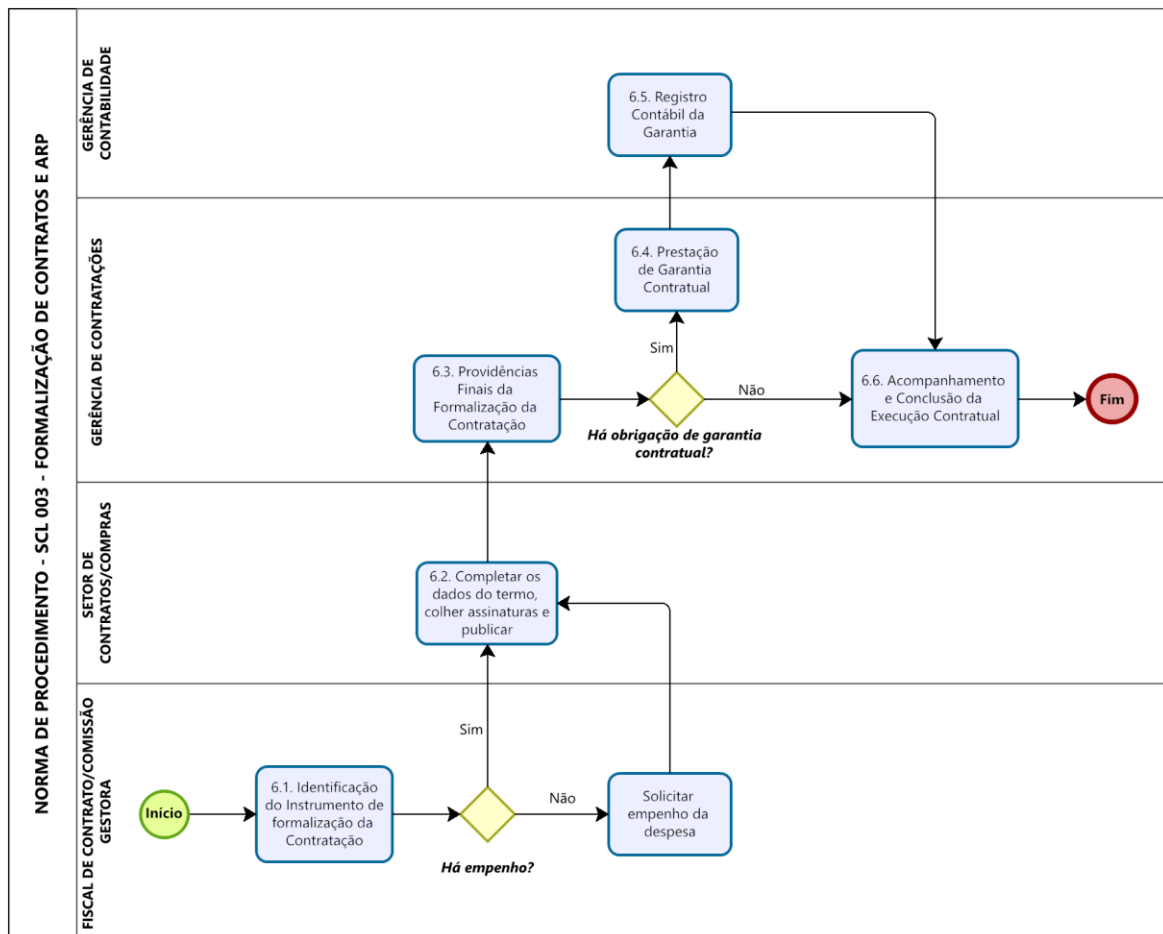 NORMA DE PROCEDIMENTO - SCL 003 - FORMALIZAÇÃO DE CONTRATOS E ARP
GERÊNCIA DE
CONTABILIDADE
6.5. Registro
Contábil da
Garantia
GERÊNCIA DE CONTRATAÇÕES
6.4. Prestação
de Garantia
Contratual
Sim
6.3. Providências
Finais da
Formalização da
Contratação
Não
Há obrigação de garantia
contratual?
6.6. Acompanhamento
e Conclusão da
Execução Contratual
Fim
SETOR DE
CONTRATOS/COMPRAS
6.2. Completar os
dados do termo,
colher assinaturas e
publicar
FISCAL DE CONTRATO/COMISSÃO
GESTORA
Sim
Início
6.1. Identificação
do Instrumento de
formalização da
Contratação
Não
Há empenho?
Solicitar
empenho da
despesa